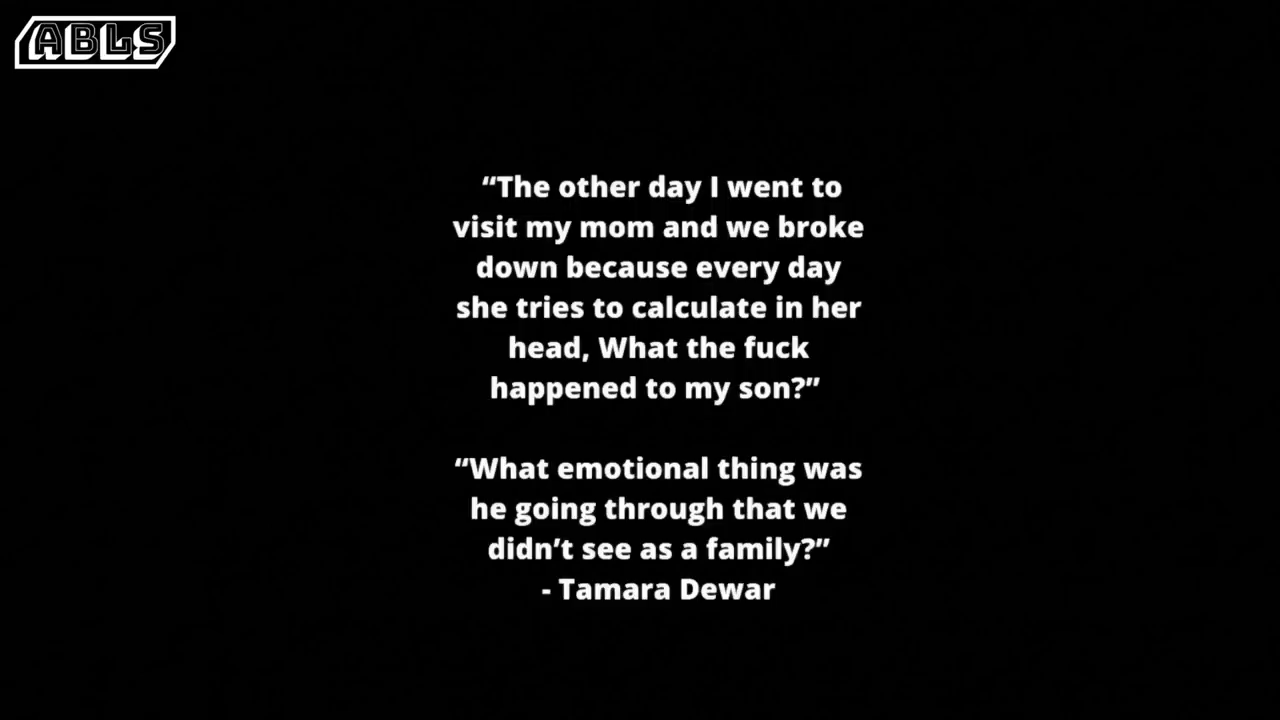 ABLS
“The other day I went to
visit my mom and we broke
down because every day
she tries to calculate in her
head, What the fuck
happened to my son?”
“What emotional thing was
he going through that we
didn’t see as a family?”
- Tamara Dewar